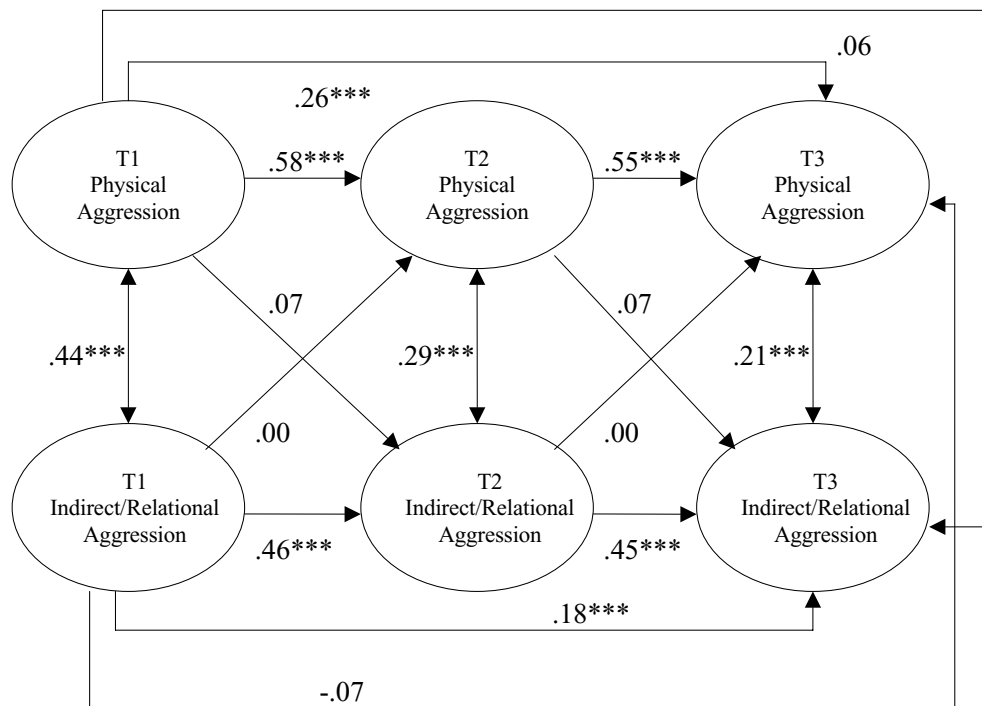 .06
.26***
T1
Physical
Aggression
.58***
T2
Physical
Aggression
.55***
T3
Physical
Aggression
.07
.07
.44***
.29***
.21***
.00
.00
T1
Indirect/Relational
Aggression
.46***
T2
Indirect/Relational
Aggression
.45***
T3
Indirect/Relational
Aggression
.18***
-.07